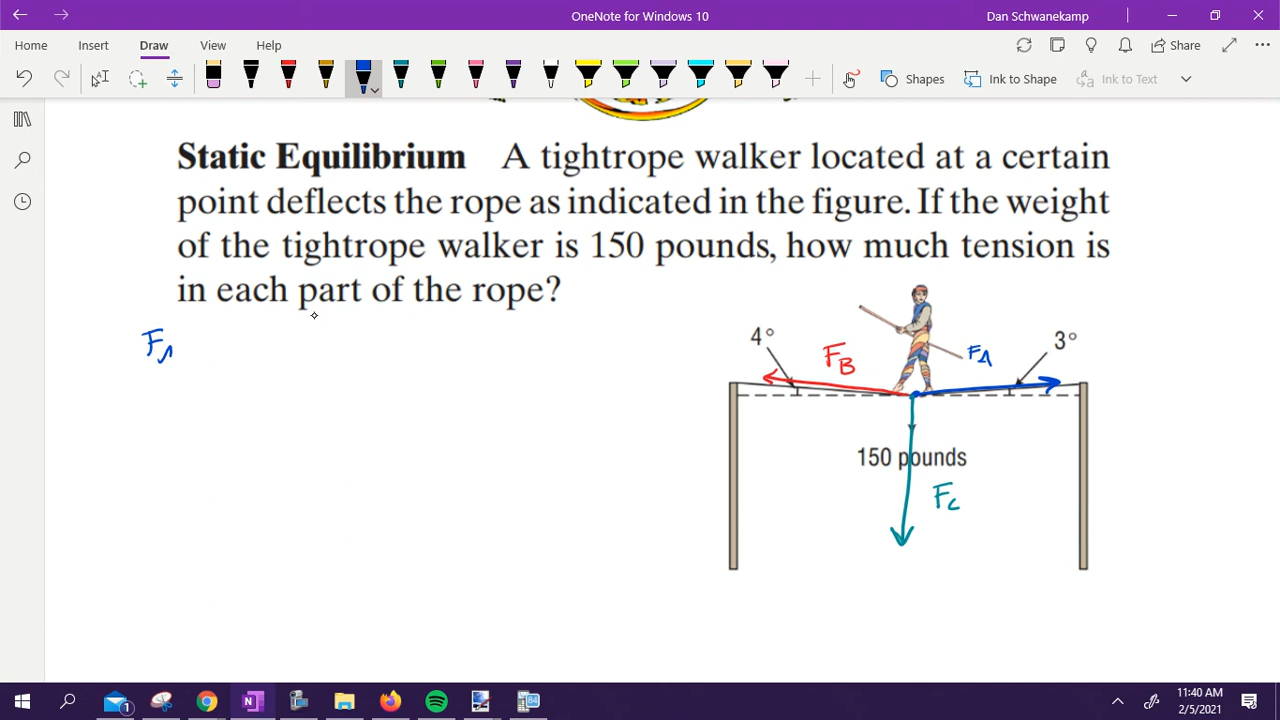 OneNote for Windows 10
Dan Schwanekamp
Home Insert Draw View Help
Share
Shapes
Ink to Shape
Ink to Text
Static Equilibrium A tightrope walker located at a certain
point deflects the rope as indicated in the figure. If the weight
of the tightrope walker is 150 pounds, how much tension is
in each part of the rope?
4°
3°
F
FB
FA
150 pounds
FC
11:40 AM
2/5/2021